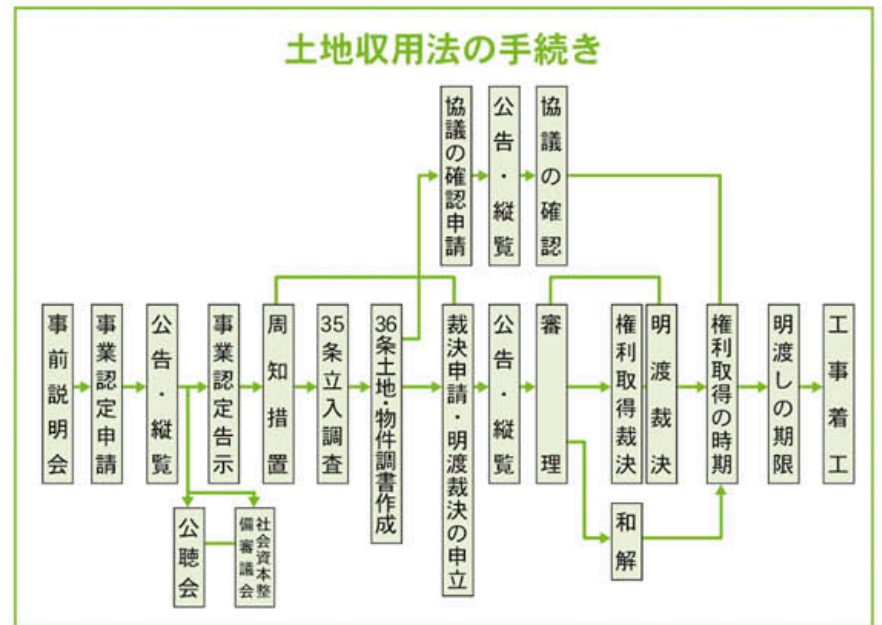 土地収用法の手続き
協議の確認申請
公告・縦覧
協議の確認
事前説明会
事業認定申請
公告・縦覧
事業認定告示
周知措置
35条立入調査
36条土地・物件調書作成
裁決申請・明渡裁決の申立
公告・縦覧
審理
権利取得裁決
明渡裁決
権利取得の時期
明渡しの期限
工事着工
公聴会
社会資本整
備審議会
和解